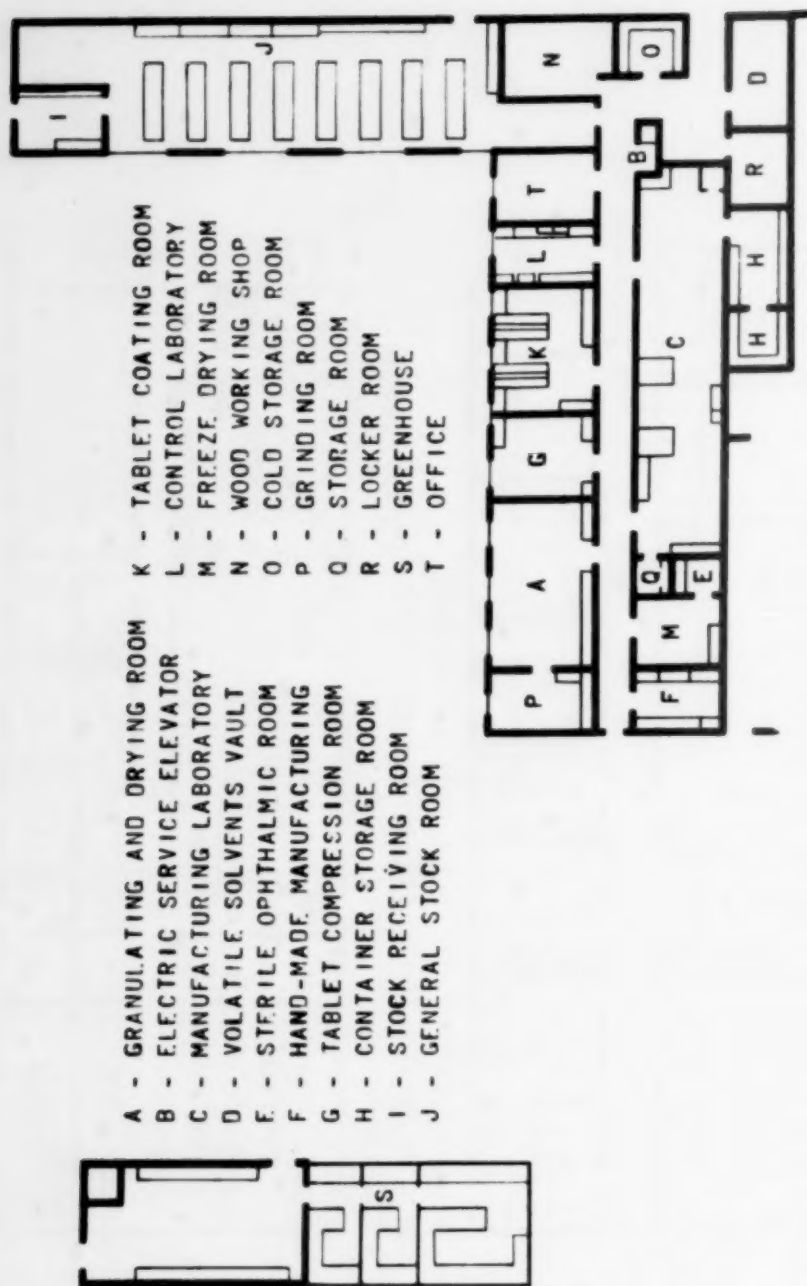 A - GRANULATING AND DRYING ROOM
B - ELECTRIC SERVICE ELEVATOR
C - MANUFACTURING LABORATORY
D - VOLATILE SOLVENTS VAULT
E - STERILE OPHTHALMIC ROOM
F - HAND-MADE MANUFACTURING
G - TABLET COMPRESSION ROOM
H - CONTAINER STORAGE ROOM
I - STOCK RECEIVING ROOM
J - GENERAL STOCK ROOM
K - TABLET COATING ROOM
L - CONTROL LABORATORY
M - FREEZE DRYING ROOM
N - WOOD WORKING SHOP
O - COLD STORAGE ROOM
P - GRINDING ROOM
Q - STORAGE ROOM
R - LOCKER ROOM
S - GREENHOUSE
T - OFFICE
I
J
N
O
D
T
B
R
L
H
K
H
C
G
A
Q
E
P
M
F
S